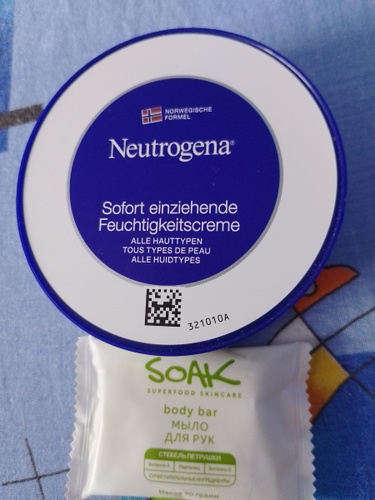 NORWEGISCHE
FORMEL
Neutrogena®
Sofort einziehende
Feuchtigkeitscreme
ALLE HAUTTYPEN
TOUS TYPES DE PEAU
ALLE HUIDTYPES
321010A
SOAK
SUPERFOOD SKINCARE
body bar
МЫЛО
ДЛЯ РУК
СТЕБЕЛЬ ПЕТРУШКИ
Витамин С